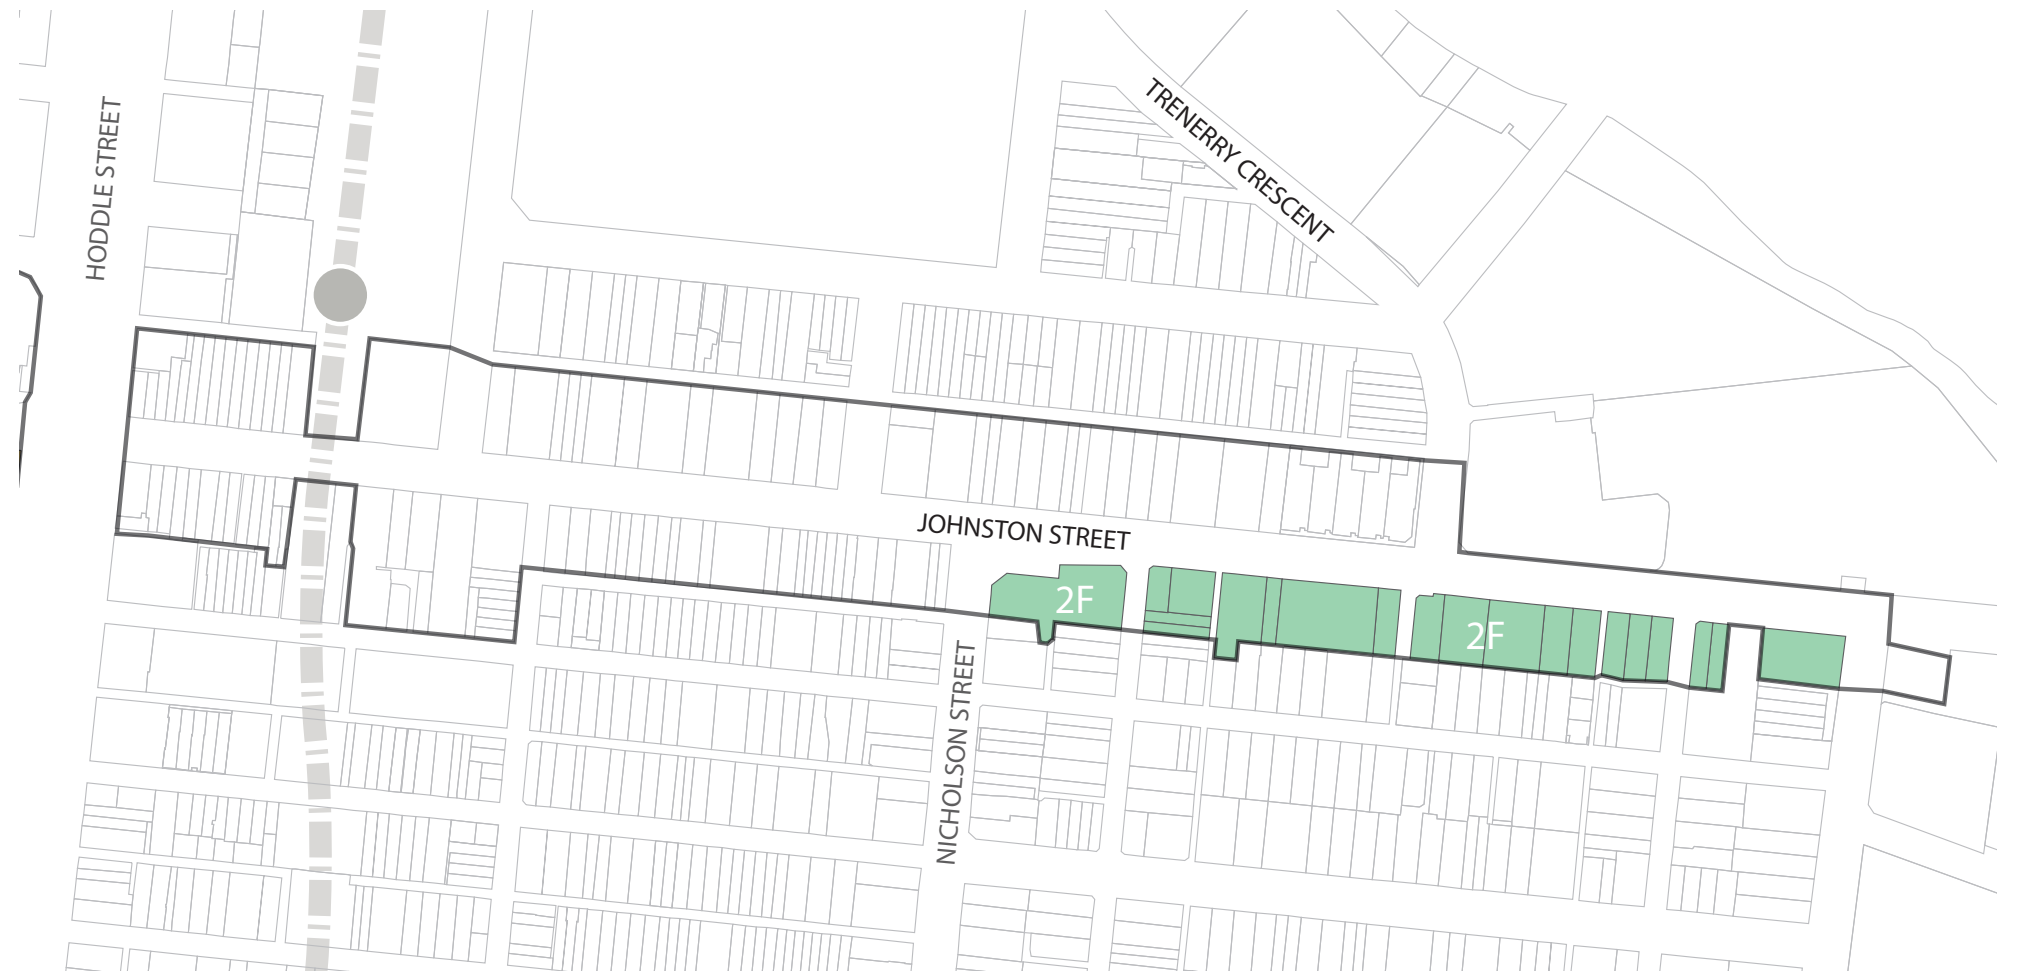 TRENERRY CRESCENT
HODDLE STREET
JOHNSTON STREET
2F
2F
NICHOLSON STREET